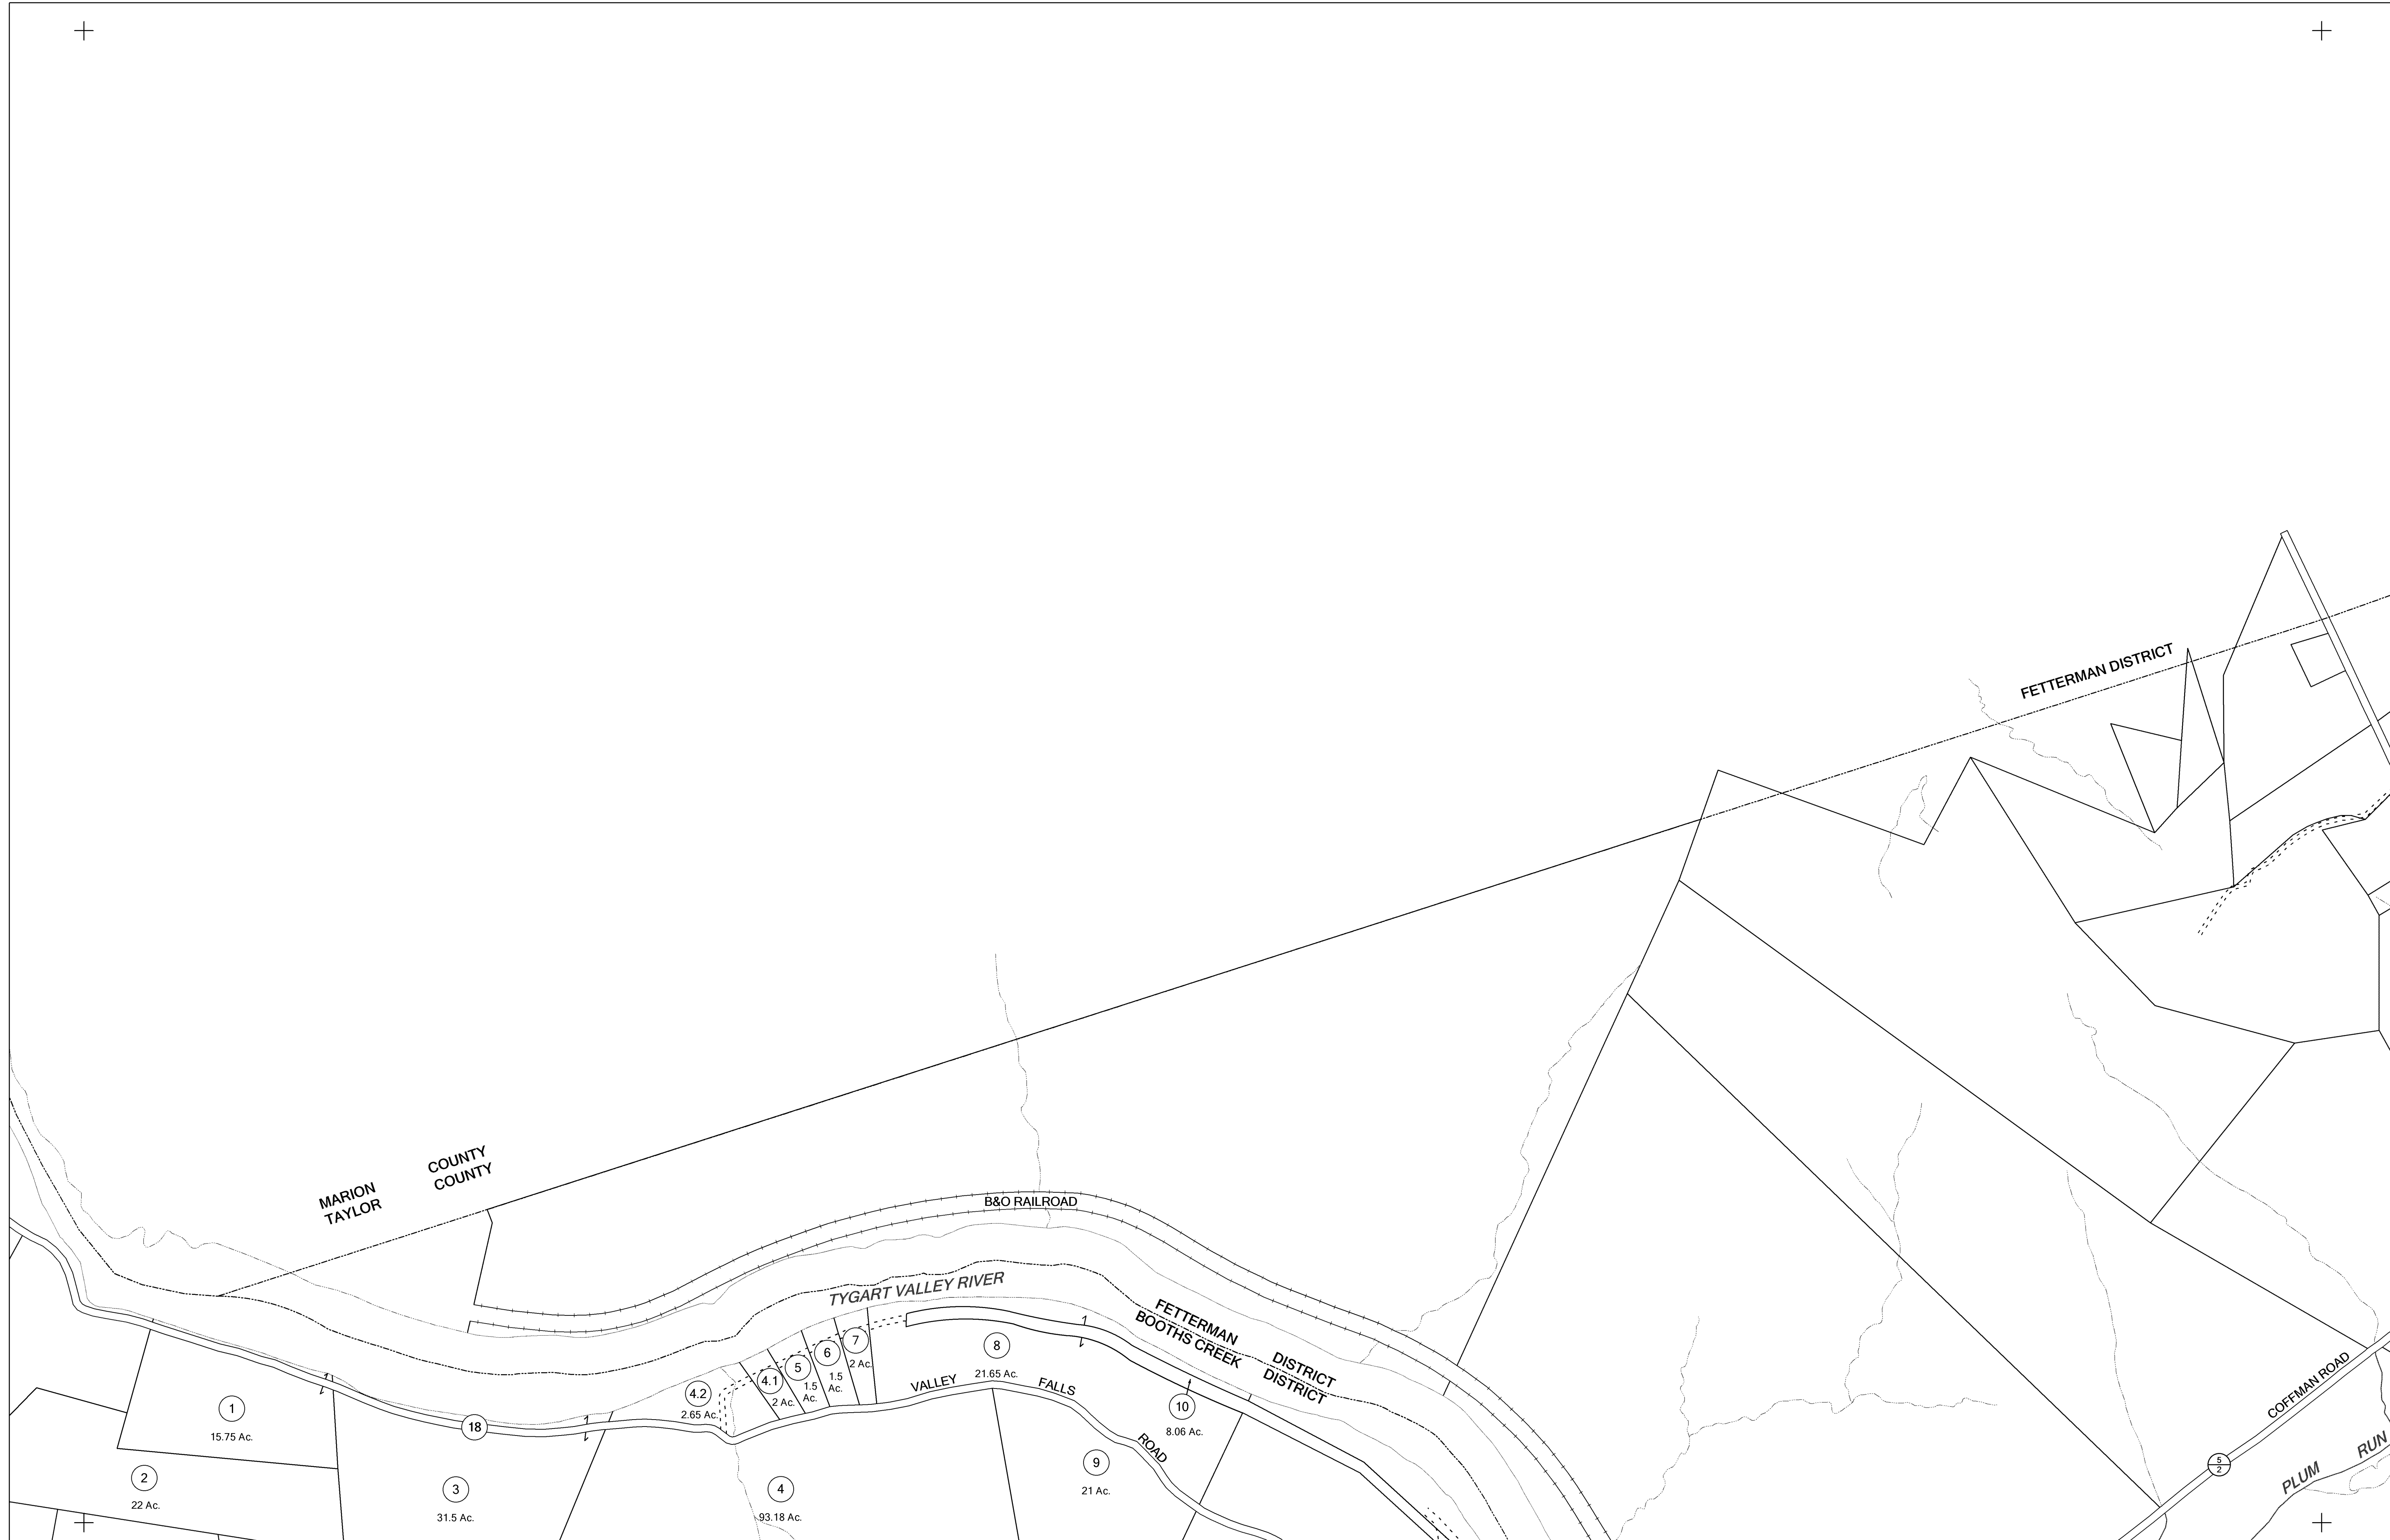 FETTERMAN DISTRICT
MARION COUNTY
TAYLOR COUNTY
B&O RAILROAD
TYGART VALLEY RIVER
FETTERMAN DISTRICT
BOOTHS CREEK DISTRICT
VALLEY FALLS ROAD
COFFMAN ROAD
PLUM RUN
1
15.75 Ac.
2
22 Ac.
3
31.5 Ac.
18
4
93.18 Ac.
4.2
2.65 Ac.
4.1
2 Ac.
5
1.5
Ac.
6
1.5
Ac.
7
2 Ac.
8
21.65 Ac.
9
21 Ac.
10
8.06 Ac.
5
2